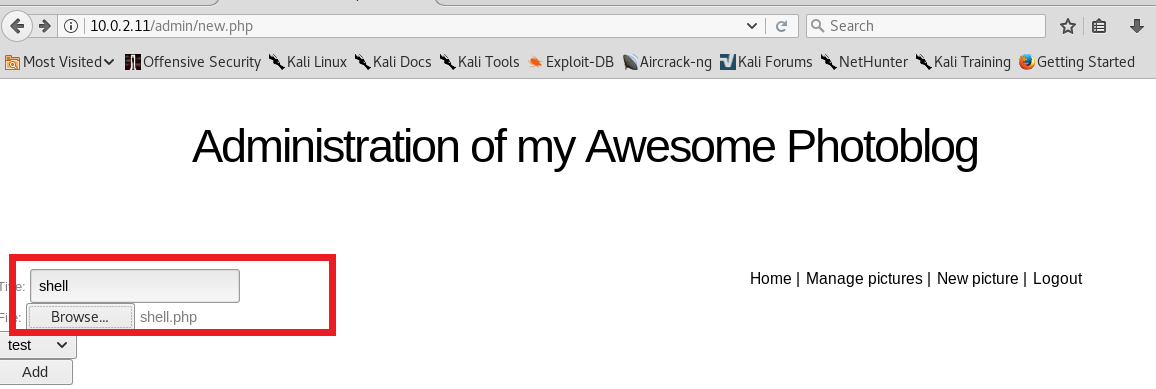 10.0.2.11/admin/new.php Search
Most Visited Offensive Security Kali Linux Kali Docs Kali Tools Exploit-DB Aircrack-ng Kali Forums NetHunter Kali Training Getting Started
Administration of my Awesome Photoblog
Home | Manage pictures | New picture | Logout
shell
Browse... shell.php
test
Add